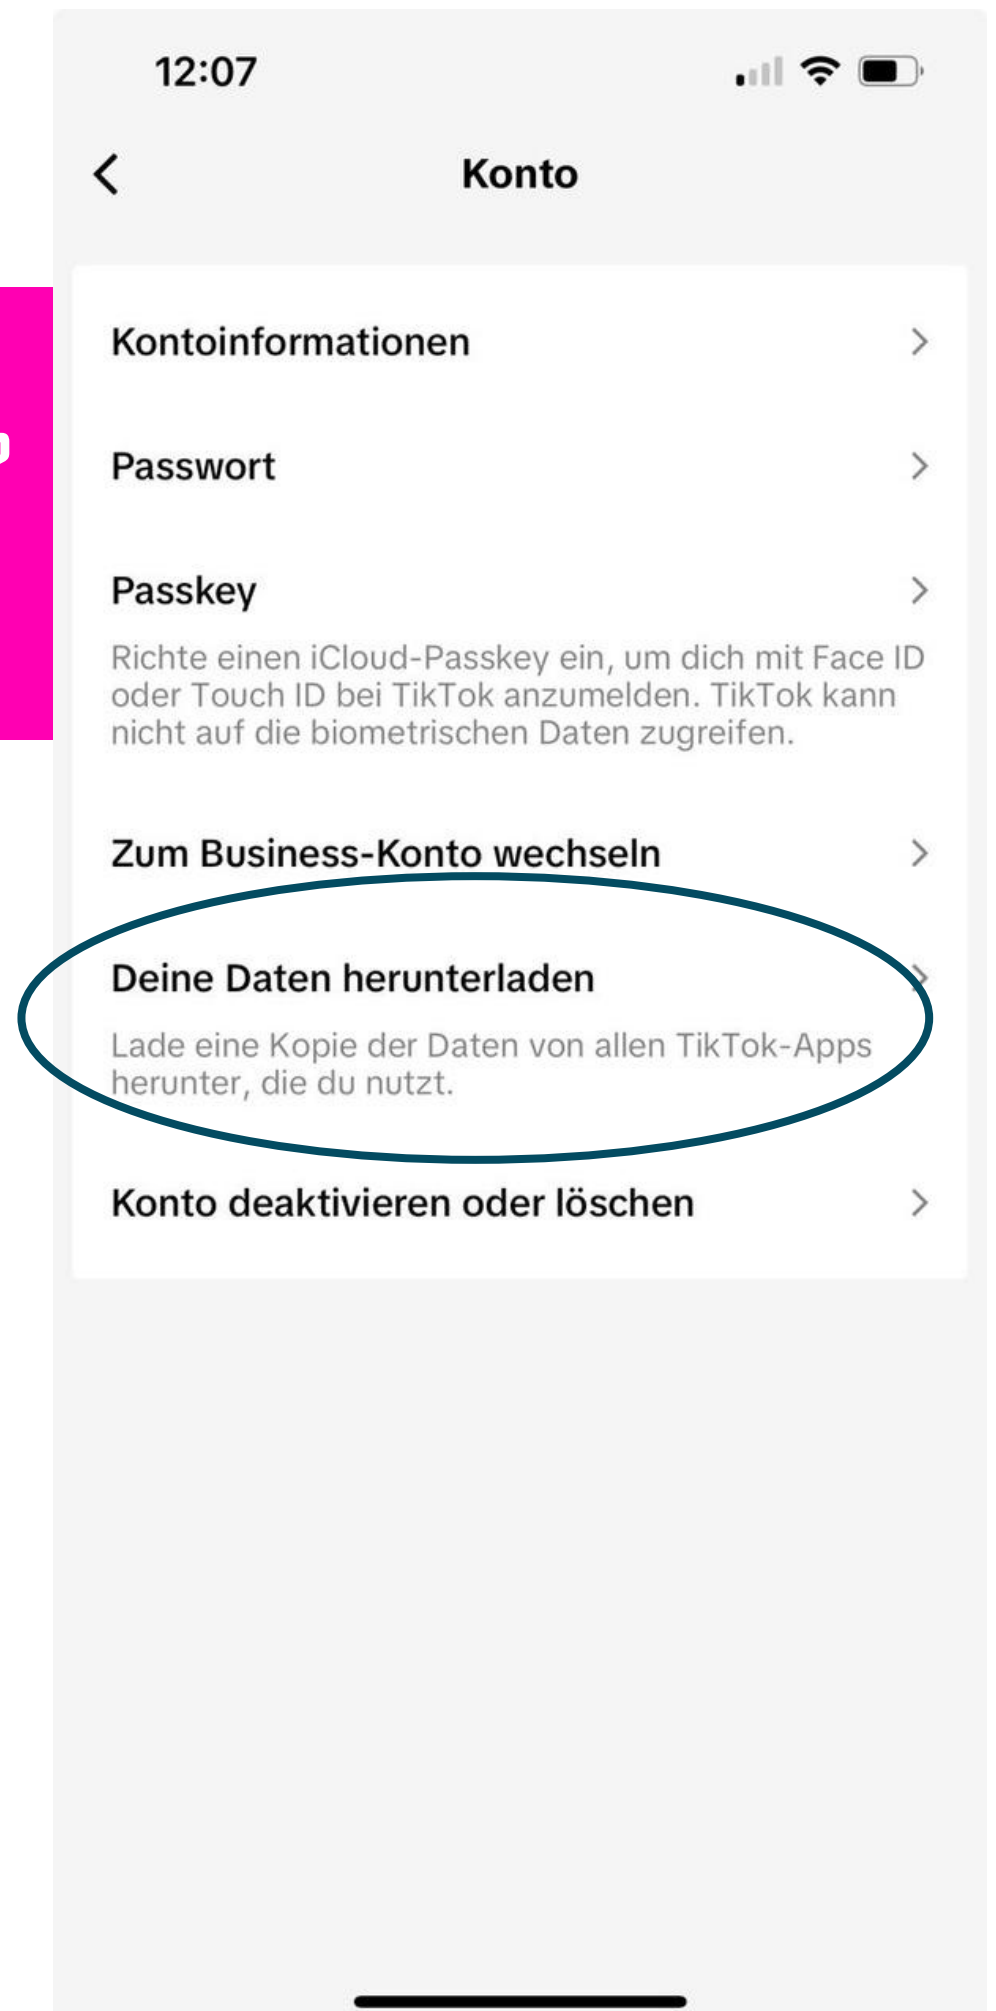 12:07
Konto
Kontoinformationen
Passwort
Passkey
Richte einen iCloud-Passkey ein, um dich mit Face ID
oder Touch ID bei TikTok anzumelden. TikTok kann
nicht auf die biometrischen Daten zugreifen.
Zum Business-Konto wechseln
Deine Daten herunterladen
Lade eine Kopie der Daten von allen TikTok-Apps
herunter, die du nutzt.
Konto deaktivieren oder löschen